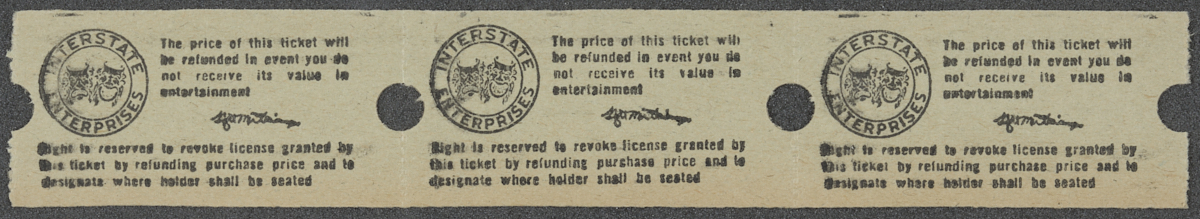 INTERSTATE
ENTERPRISES
The price of this ticket will
be refunded in event you do
not receive its value in
entertainment
Right is reserved to revoke license granted by
this ticket by refunding purchase price and to
designate where holder shall be seated
INTERSTATE
ENTERPRISES
The price of this ticket will
be refunded in event you do
not receive its value in
entertainment
Right is reserved to revoke license granted by
this ticket by refunding purchase price and to
designate where holder shall be seated
INTERSTATE
ENTERPRISES
The price of this ticket will
be refunded in event you do
not receive its value in
entertainment
Right is reserved to revoke license granted by
this ticket by refunding purchase price and to
designate where holder shall be seated